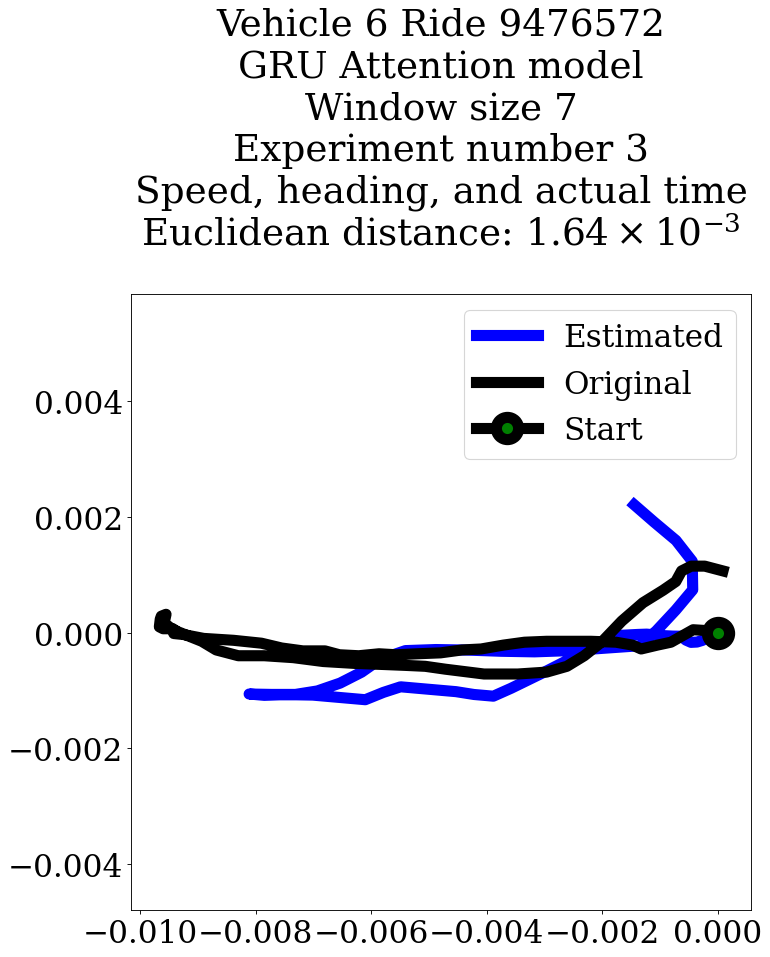 Vehicle 6 Ride 9476572
GRU Attention model
Window size 7
Experiment number 3
Speed, heading, and actual time
Euclidean distance: 1.64 × 10⁻³
Estimated
Original
Start
0.004
0.002
0.000
−0.002
−0.004
−0.010 −0.008 −0.006 −0.004 −0.002 0.000